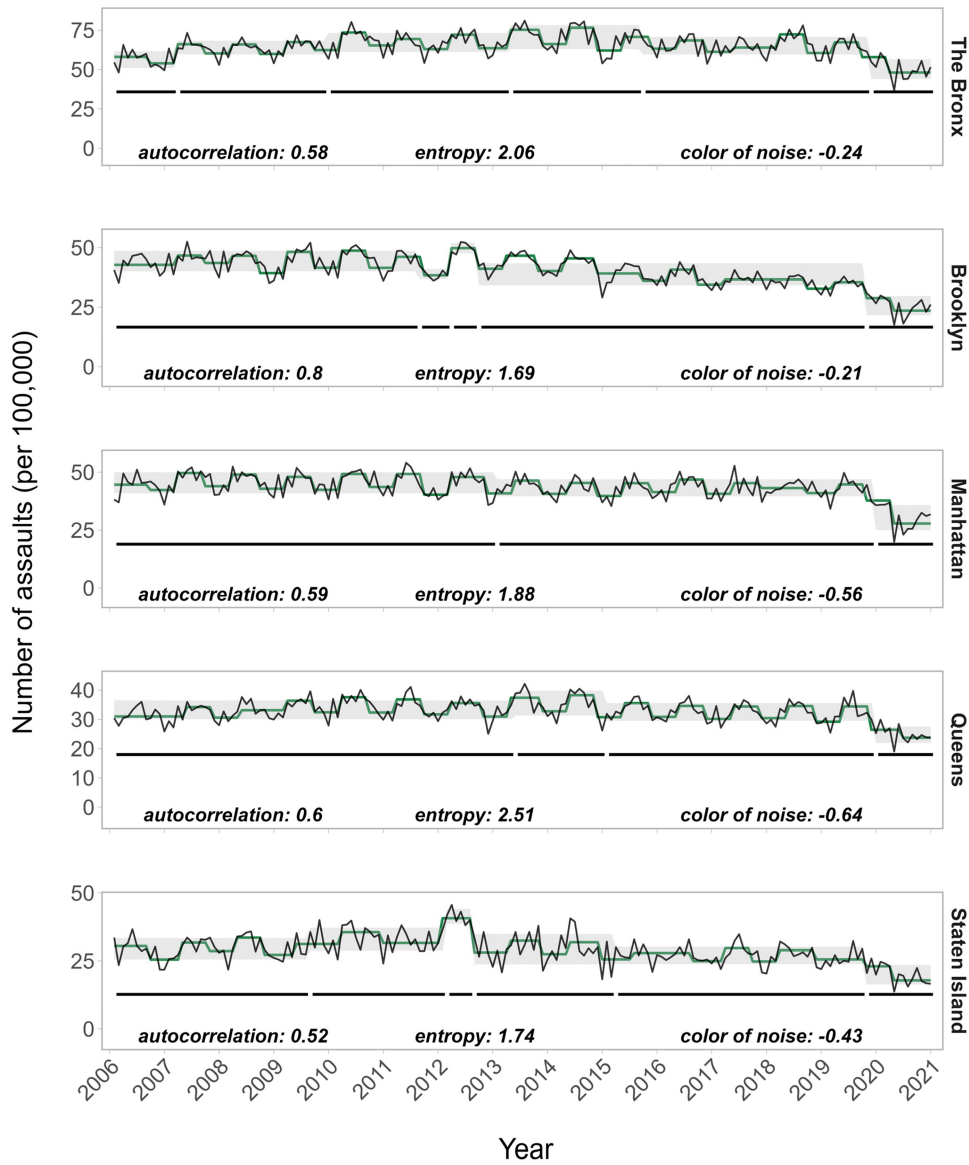 75
50
25
0
autocorrelation: 0.58 entropy: 2.06 color of noise: -0.24
The Bronx
50
25
0
autocorrelation: 0.8 entropy: 1.69 color of noise: -0.21
Brooklyn
50
25
0
autocorrelation: 0.59 entropy: 1.88 color of noise: -0.56
Manhattan
40
30
20
10
0
autocorrelation: 0.6 entropy: 2.51 color of noise: -0.64
Queens
50
25
0
autocorrelation: 0.52 entropy: 1.74 color of noise: -0.43
Staten Island
Number of assaults (per 100,000)
2006 2007 2008 2009 2010 2011 2012 2013 2014 2015 2016 2017 2018 2019 2020 2021
Year